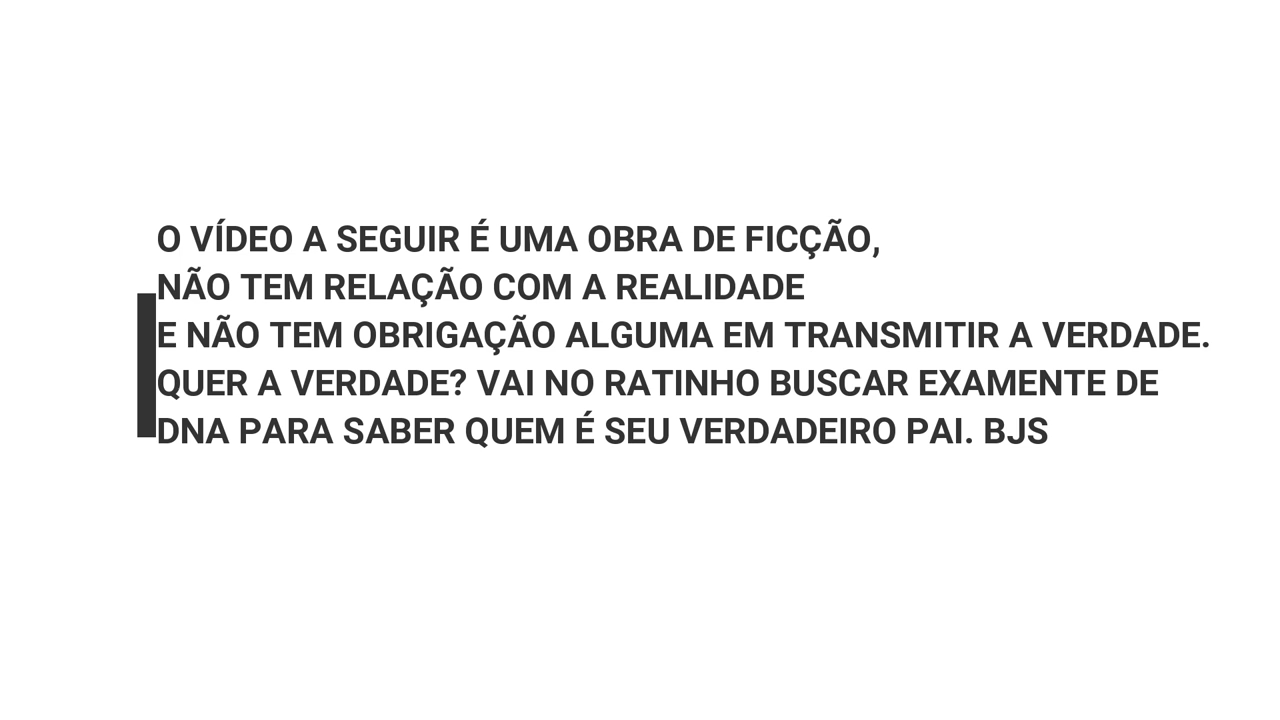 O VÍDEO A SEGUIR É UMA OBRA DE FICÇÃO,
NÃO TEM RELAÇÃO COM A REALIDADE
E NÃO TEM OBRIGAÇÃO ALGUMA EM TRANSMITIR A VERDADE.
QUER A VERDADE? VAI NO RATINHO BUSCAR EXAMENTE DE
DNA PARA SABER QUEM É SEU VERDADEIRO PAI. BJS